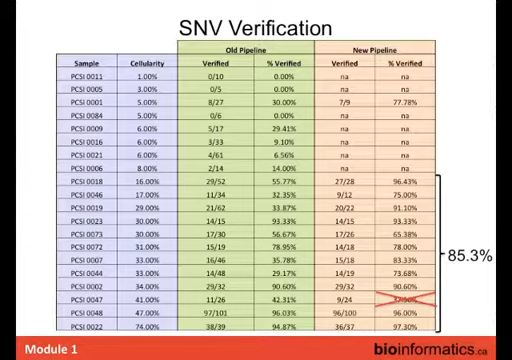 SNV Verification
Old Pipeline New Pipeline
Sample Cellularity Verified % Verified Verified % Verified
PCSI 0011 1.00% 0/10 0.00% na na
PCSI 0005 3.00% 0/5 0.00% na na
PCSI 0001 5.00% 8/27 30.00% 7/9 77.78%
PCSI 0084 5.00% 0/6 0.00% na na
PCSI 0009 6.00% 5/17 29.41% na na
PCSI 0016 6.00% 3/33 9.10% na na
PCSI 0021 6.00% 4/61 6.56% na na
PCSI 0006 8.00% 2/14 14.00% na na
PCSI 0018 16.00% 29/52 55.77% 27/28 96.43%
PCSI 0046 17.00% 11/34 32.35% 9/12 75.00%
PCSI 0019 29.00% 21/62 33.87% 20/22 91.10%
PCSI 0023 30.00% 14/15 93.33% 14/15 93.33%
PCSI 0073 30.00% 17/30 56.67% 17/26 65.38%
PCSI 0072 31.00% 15/19 78.95% 14/18 78.00%
PCSI 0007 33.00% 16/46 35.78% 15/18 83.33%
PCSI 0044 33.00% 14/48 29.17% 14/19 73.68%
PCSI 0002 34.00% 29/32 90.60% 29/32 90.60%
PCSI 0047 41.00% 11/26 42.31% 9/24
PCSI 0048 47.00% 97/101 96.03% 96/100 96.00%
PCSI 0022 74.00% 38/39 94.87% 36/37 97.30%
85.3%
Module 1
bioinformatics.ca